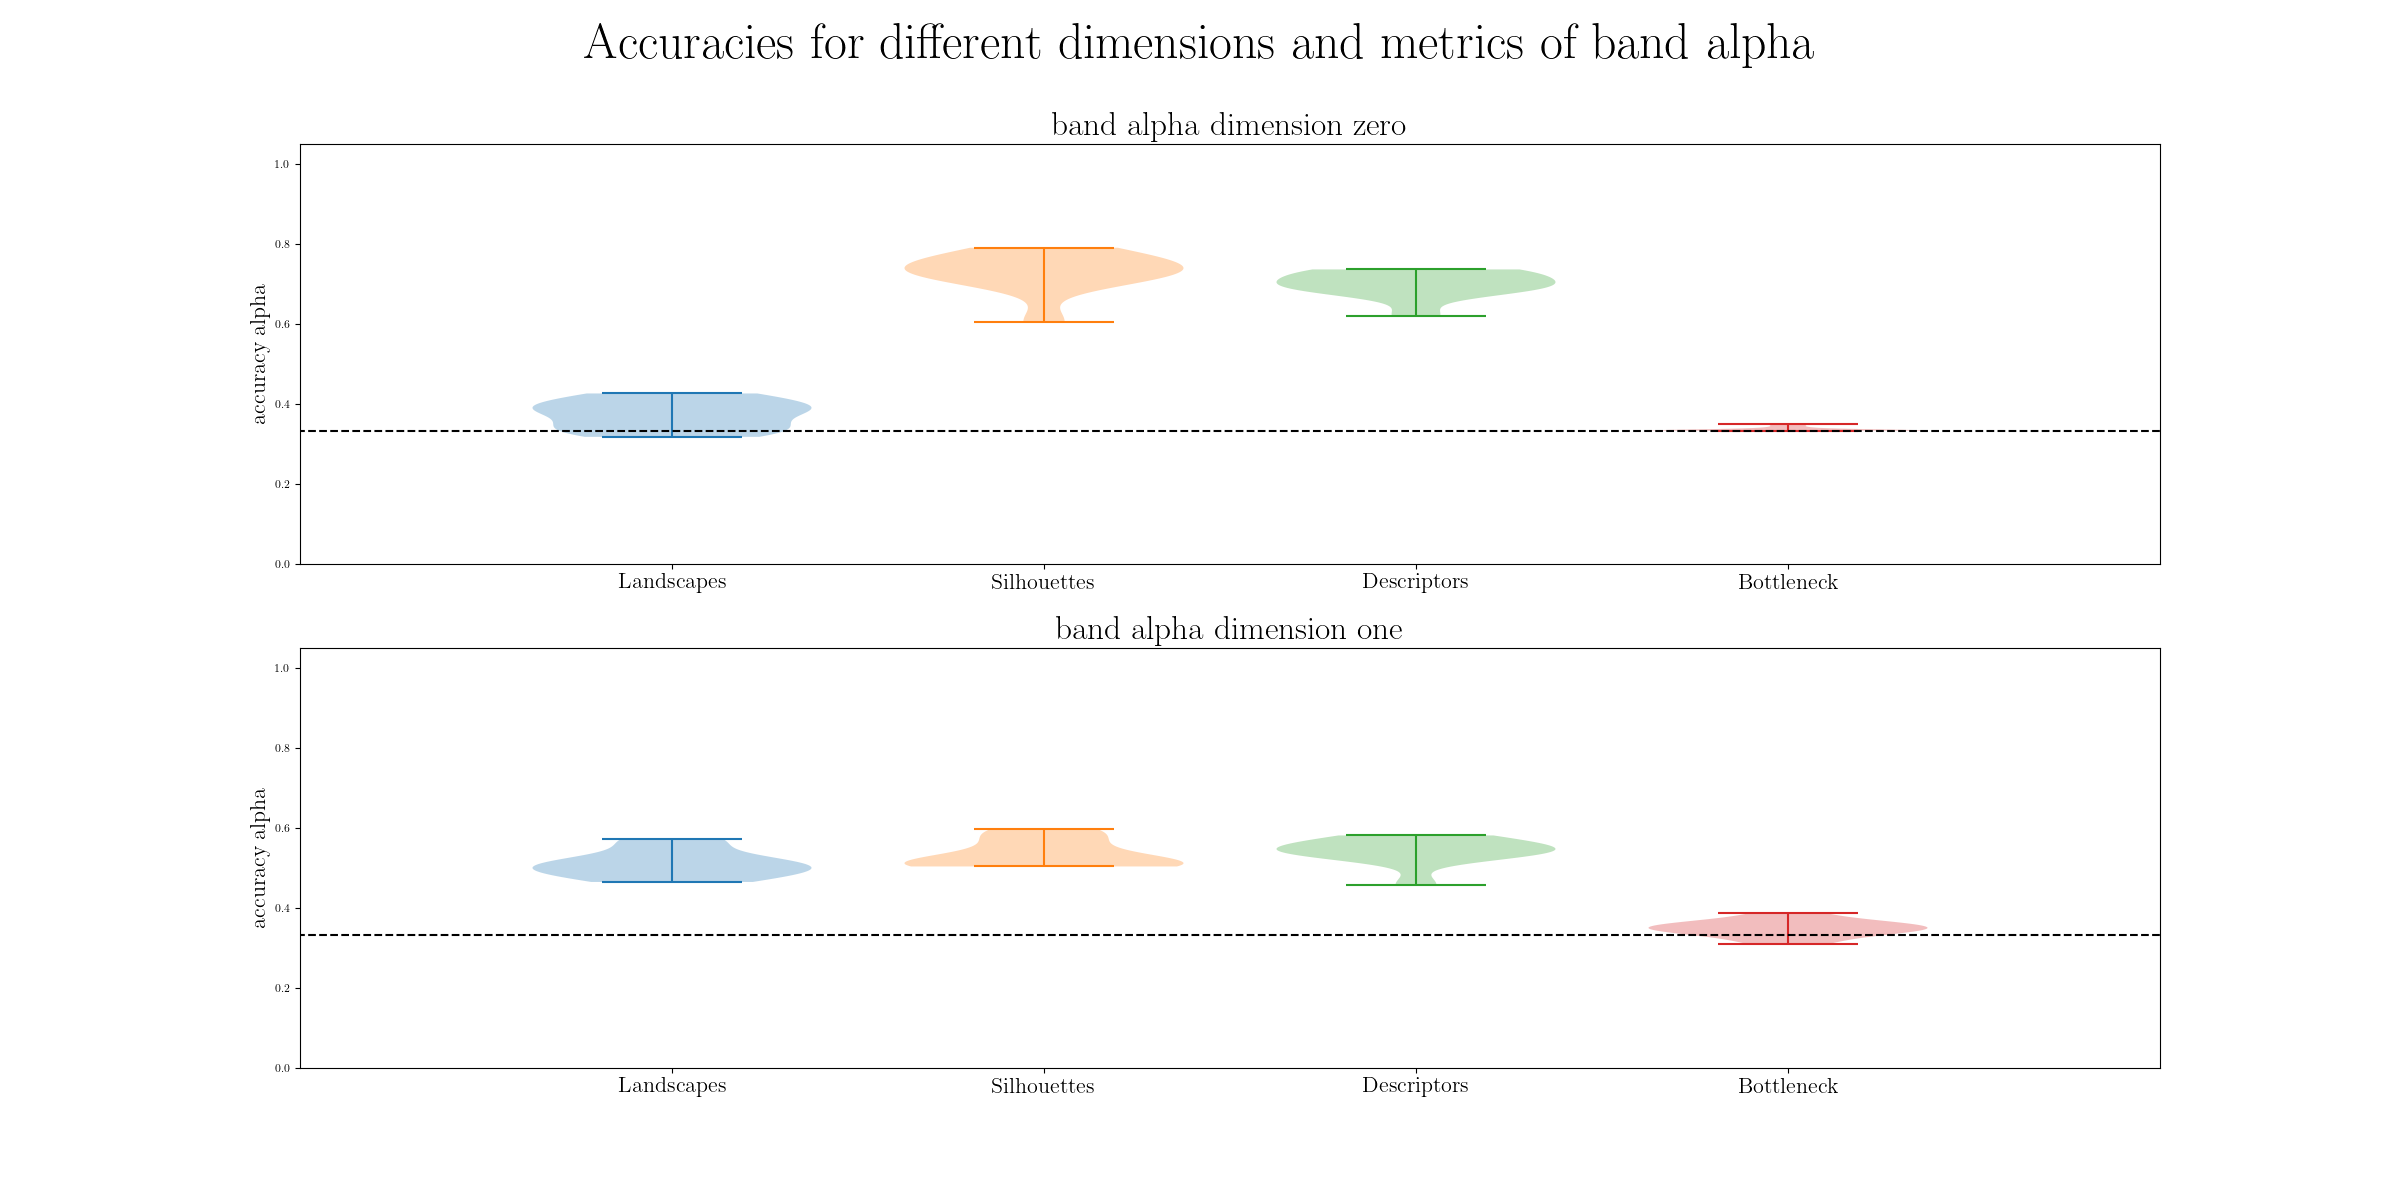 Accuracies for different dimensions and metrics of band alpha
band alpha dimension zero
1.0
0.8
0.6
0.4
0.2
0.0
accuracy alpha
Landscapes Silhouettes Descriptors Bottleneck
band alpha dimension one
1.0
0.8
0.6
0.4
0.2
0.0
accuracy alpha
Landscapes Silhouettes Descriptors Bottleneck